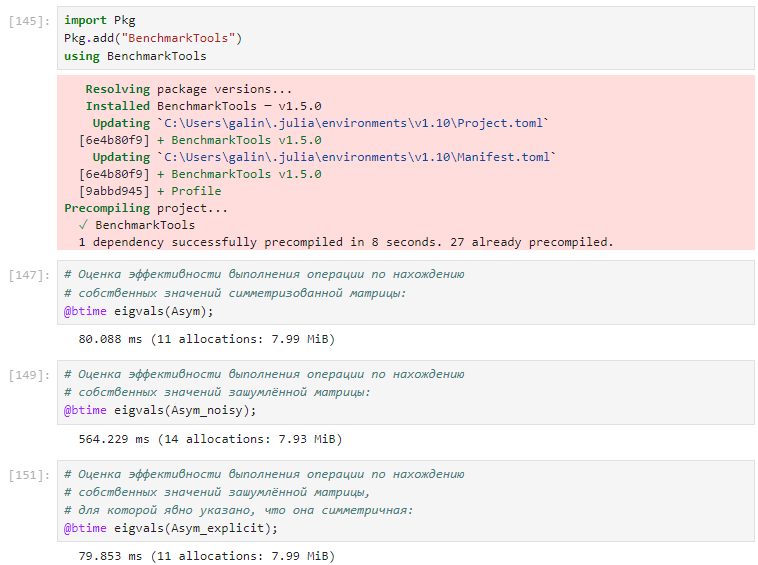 [145]:
import Pkg
Pkg.add("BenchmarkTools")
using BenchmarkTools
Resolving package versions...
Installed BenchmarkTools ─ v1.5.0
Updating `C:\Users\galin\.julia\environments\v1.10\Project.toml`
[6e4b80f9] + BenchmarkTools v1.5.0
Updating `C:\Users\galin\.julia\environments\v1.10\Manifest.toml`
[6e4b80f9] + BenchmarkTools v1.5.0
[9abbd945] + Profile
Precompiling project...
✓ BenchmarkTools
1 dependency successfully precompiled in 8 seconds. 27 already precompiled.
[147]:
# Оценка эффективности выполнения операции по нахождению
# собственных значений симметризованной матрицы:
@btime eigvals(Asym);
80.088 ms (11 allocations: 7.99 MiB)
[149]:
# Оценка эффективности выполнения операции по нахождению
# собственных значений зашумлённой матрицы:
@btime eigvals(Asym_noisy);
564.229 ms (14 allocations: 7.93 MiB)
[151]:
# Оценка эффективности выполнения операции по нахождению
# собственных значений зашумлённой матрицы,
# для которой явно указано, что она симметричная:
@btime eigvals(Asym_explicit);
79.853 ms (11 allocations: 7.99 MiB)